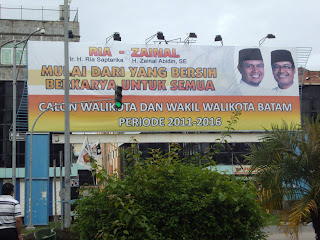 RIA - ZAINAL
Ir. H. Ria Saptarika H. Zainal Abidin, SE
MULAI DARI YANG BERSIH
BERKARYA UNTUK SEMUA
CALON WALIKOTA DAN WAKIL WALIKOTA BATAM
PERIODE 2011-2016